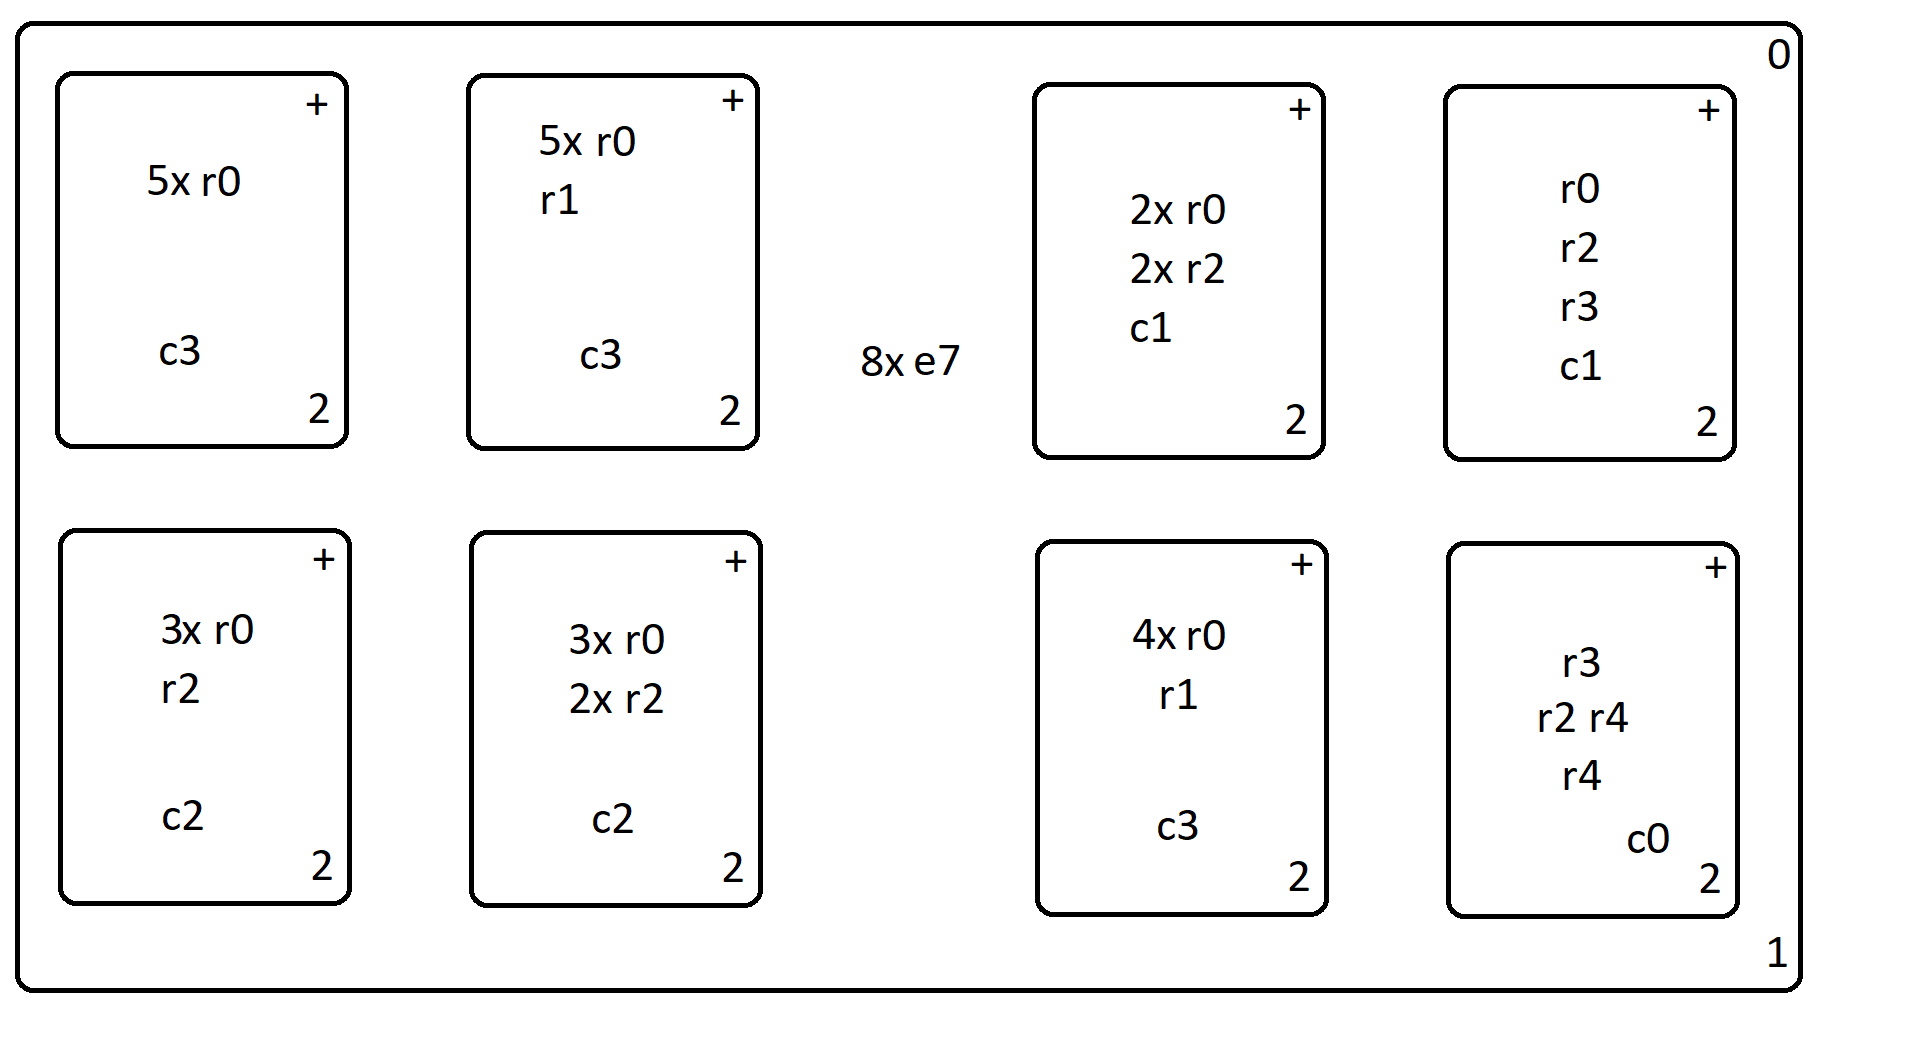 0
+
5x r0
c3
2
+
5x r0
r1
c3
2
8x e7
+
2x r0
2x r2
c1
2
+
r0
r2
r3
c1
2
+
3x r0
r2
c2
2
+
3x r0
2x r2
c2
2
+
4x r0
r1
c3
2
+
r3
r2 r4
r4
c0
2
1